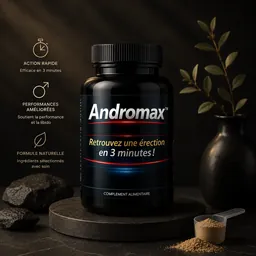 ACTION RAPIDE
Efficace en 3 minutes
PERFORMANCES
AMÉLIORÉES
Soutient la performance
et la libido
FORMULE NATURELLE
Ingrédients sélectionnés
avec soin
Andromax™
Retrouvez une érection
en 3 minutes!
COMPLÉMENT ALIMENTAIRE